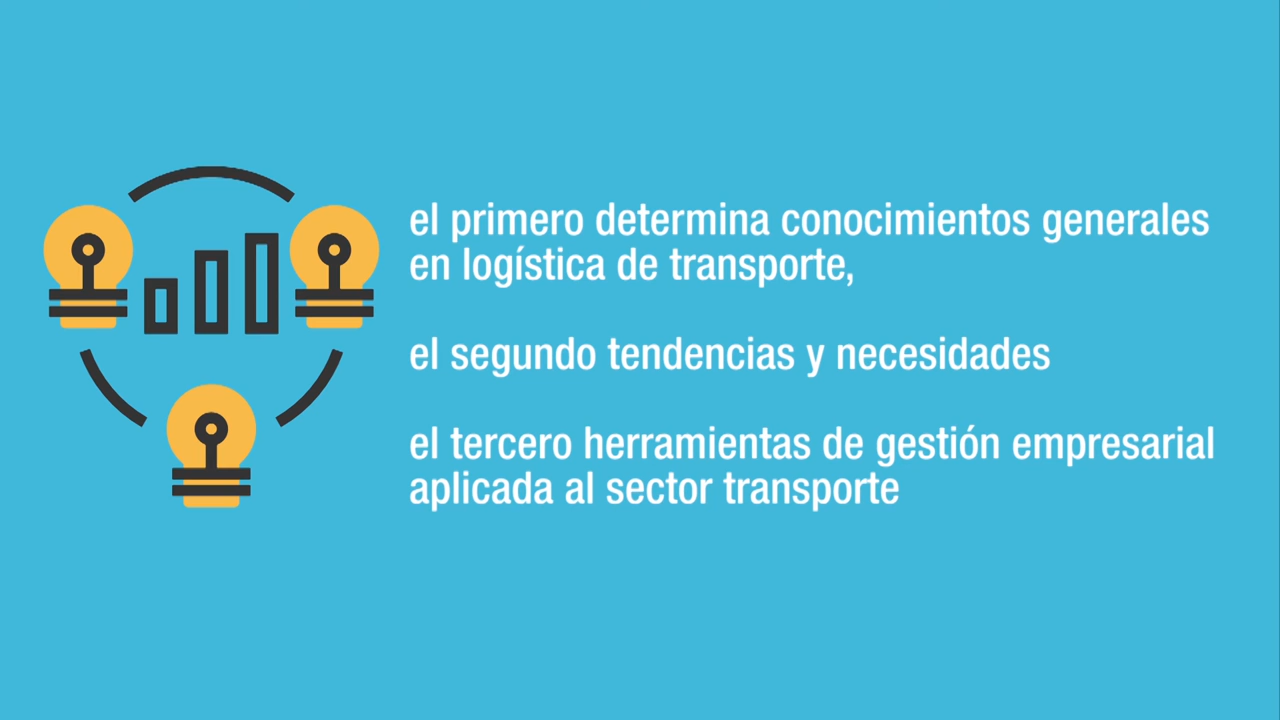 el primero determina conocimientos generales
en logística de transporte,
el segundo tendencias y necesidades
el tercero herramientas de gestión empresarial
aplicada al sector transporte